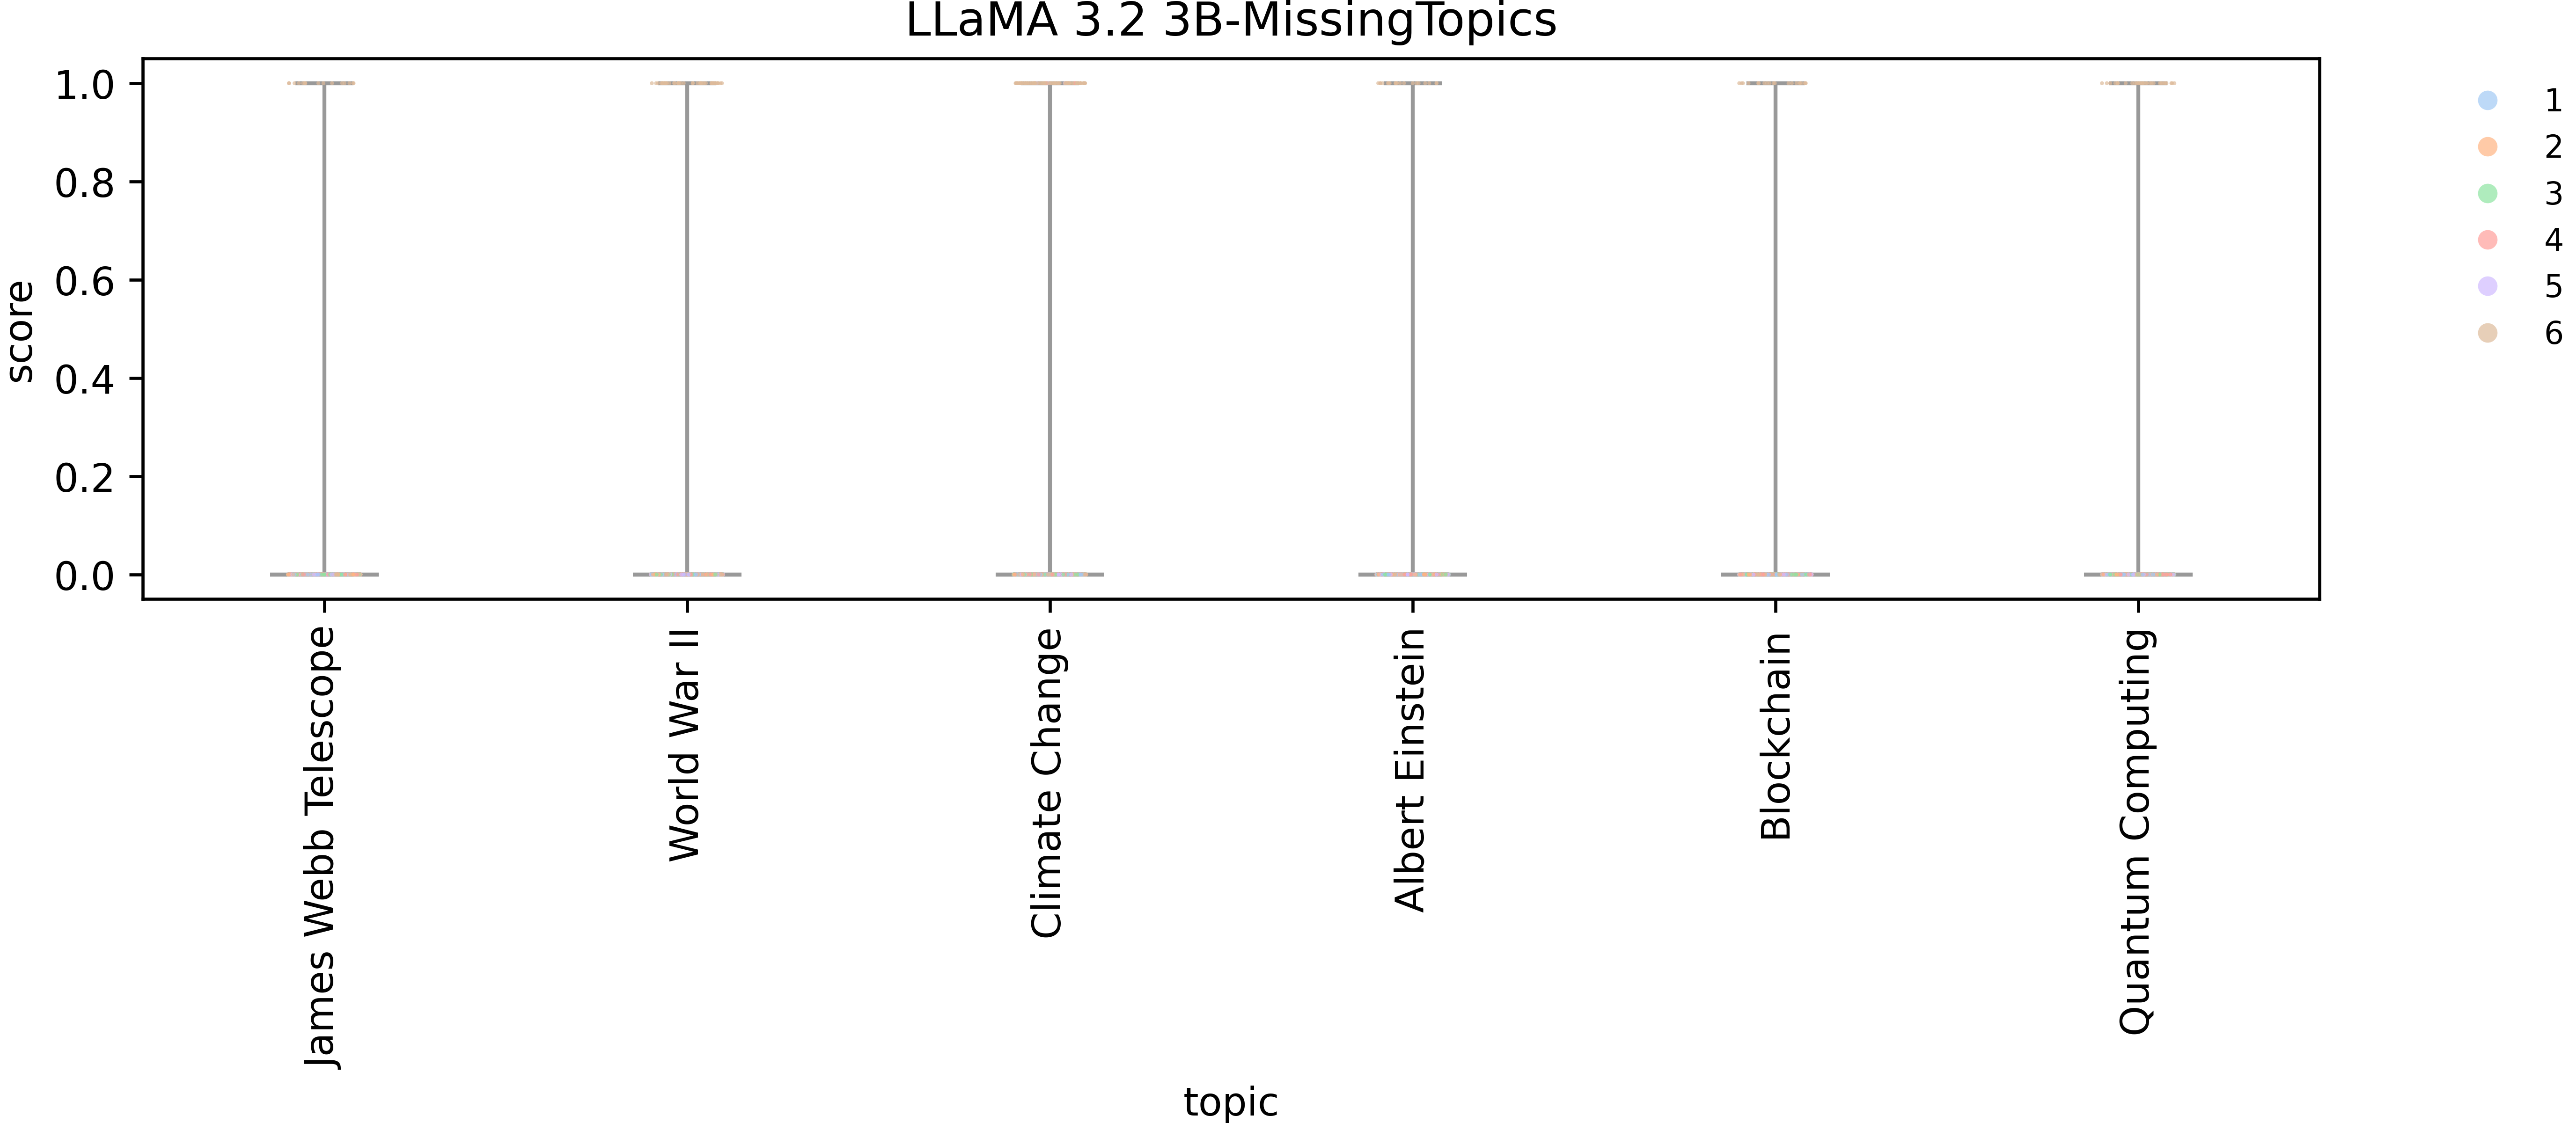 LLaMA 3.2 3B-MissingTopics
score
1.0
0.8
0.6
0.4
0.2
0.0
James Webb Telescope
World War II
Climate Change
Albert Einstein
Blockchain
Quantum Computing
topic
1
2
3
4
5
6